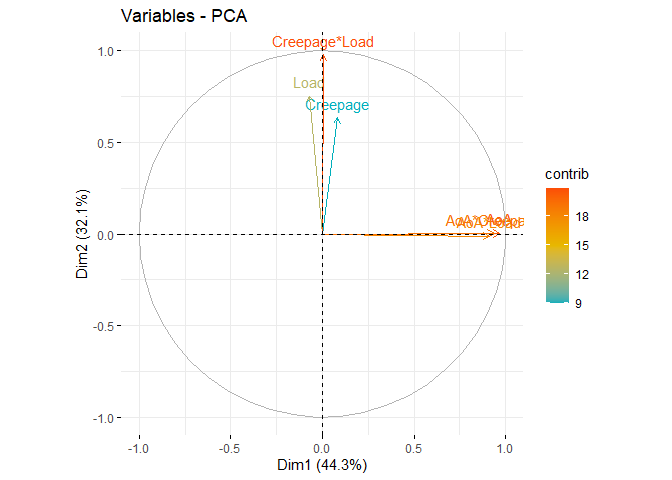 Variables - PCA
Creepage*Load
Load
Creepage
AoA
1.0
0.5
0.0
-0.5
-1.0
Dim2 (32.1%)
-1.0
-0.5
0.0
0.5
1.0
Dim1 (44.3%)
contrib
18
15
12
9